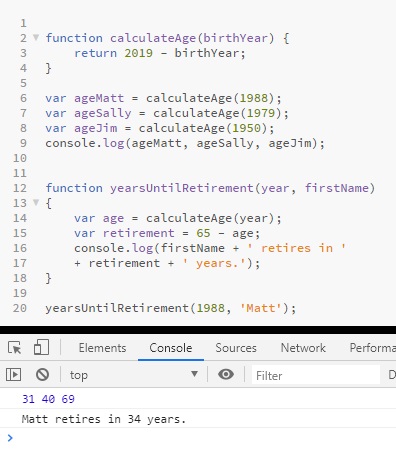 1
2 function calculateAge(birthYear) {
3 return 2019 - birthYear;
4 }
5
6 var ageMatt = calculateAge(1988);
7 var ageSally = calculateAge(1979);
8 var ageJim = calculateAge(1950);
9 console.log(ageMatt, ageSally, ageJim);
10
11
12 function yearsUntilRetirement(year, firstName)
13 {
14 var age = calculateAge(year);
15 var retirement = 65 - age;
16 console.log(firstName + ' retires in '
17 + retirement + ' years.');
18 }
19
20 yearsUntilRetirement(1988, 'Matt');
Elements Console Sources Network Performa
top Filter D
31 40 69
Matt retires in 34 years.
>